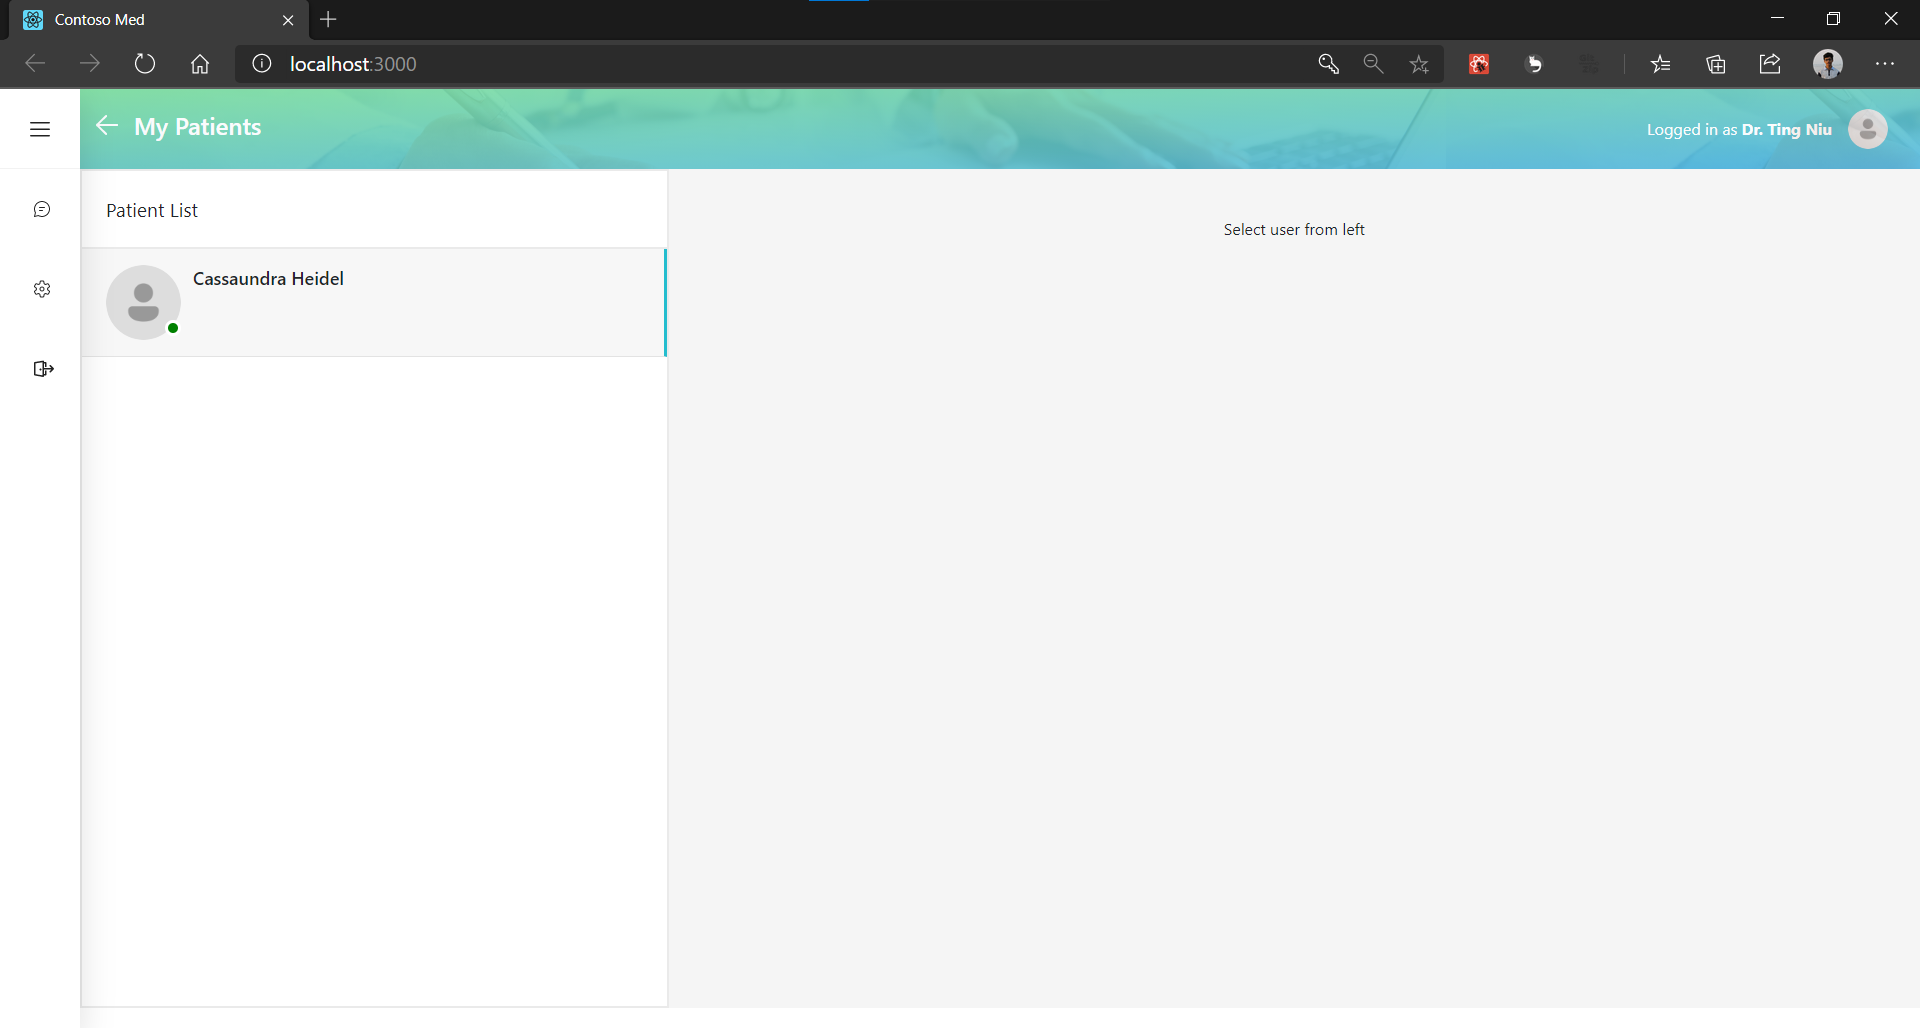 Contoso Med
localhost:3000
My Patients
Logged in as Dr. Ting Niu
Patient List
Select user from left
Cassaundra Heidel